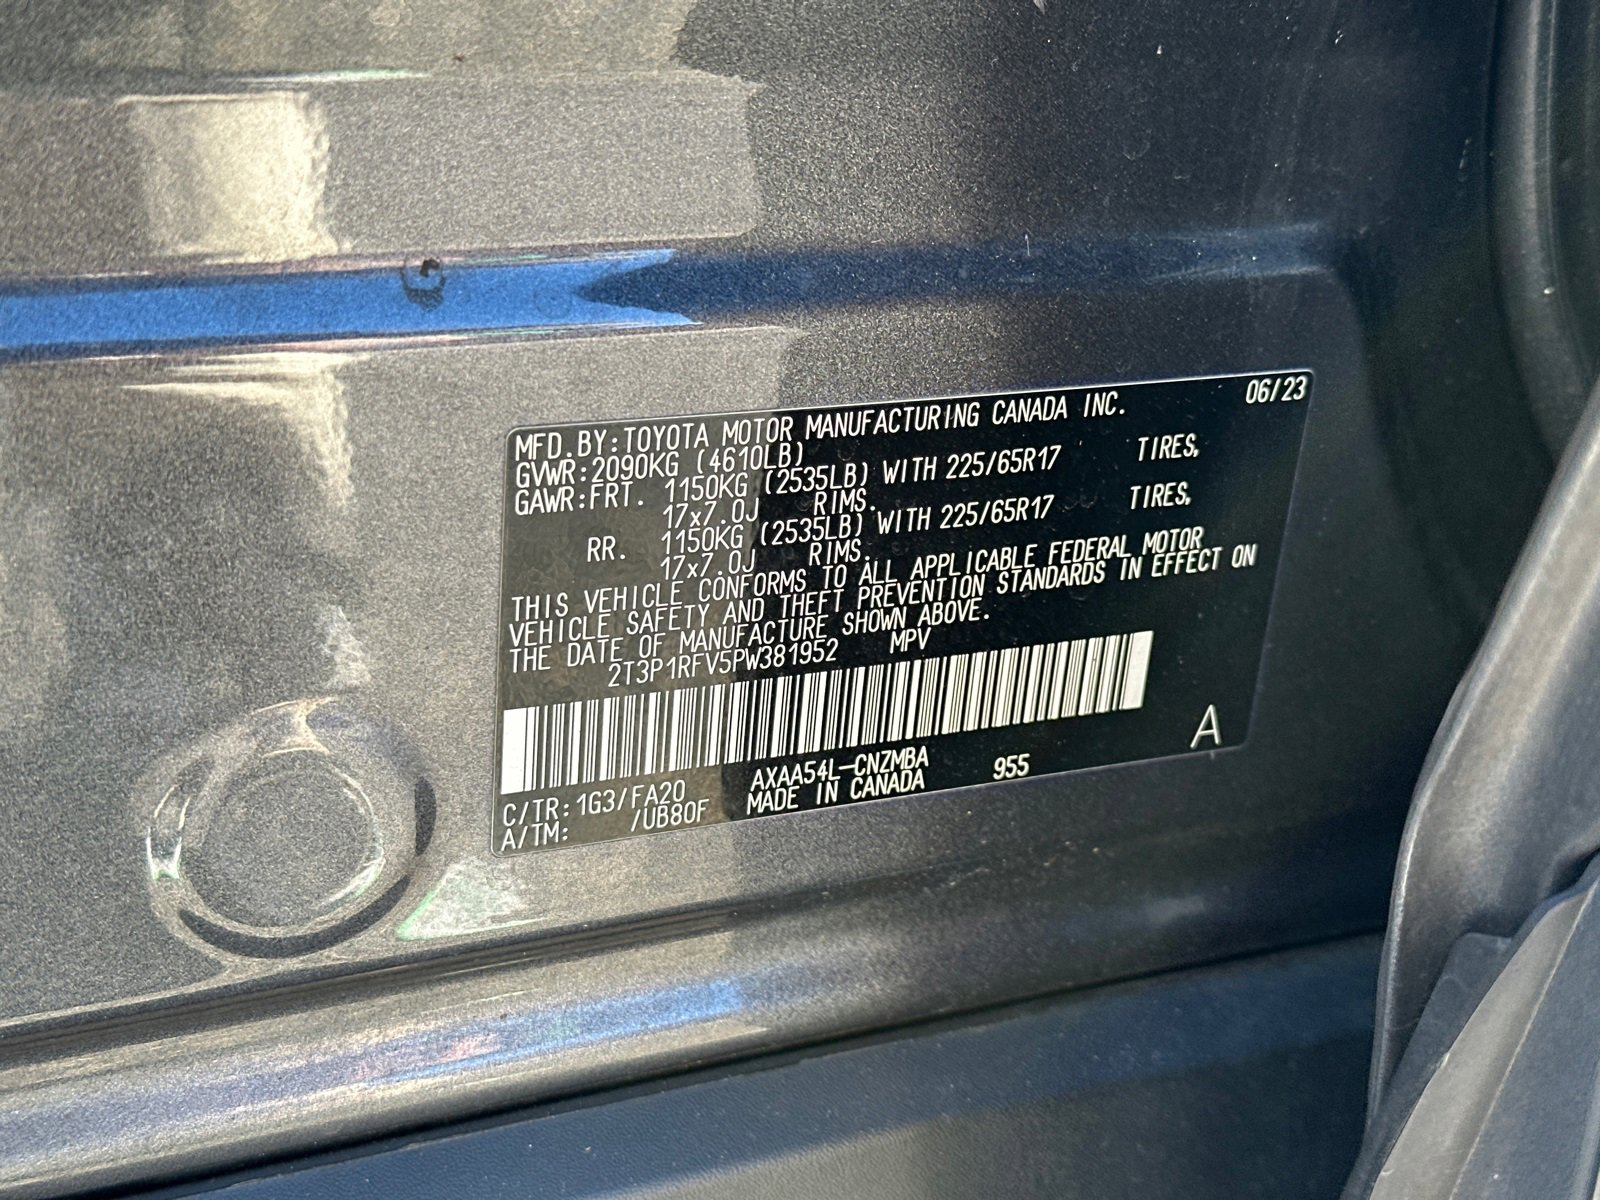 06/23
MFD.BY:TOYOTA MOTOR MANUFACTURING CANADA INC.
GVWR:2090KG (4610LB)
GAWR:FRT. 1150KG (2535LB) WITH 225/65R17 TIRES,
17x7.0J RIMS.
RR. 1150KG (2535LB) WITH 225/65R17 TIRES,
17x7.0J RIMS.
THIS VEHICLE CONFORMS TO ALL APPLICABLE FEDERAL MOTOR
VEHICLE SAFETY AND THEFT PREVENTION STANDARDS IN EFFECT ON
THE DATE OF MANUFACTURE SHOWN ABOVE.
2T3P1RFV5PW381952 MPV
C/TR:1G3/FA20 AXAA54L-CNZMBA 955 A
A/TM: /UB80F MADE IN CANADA